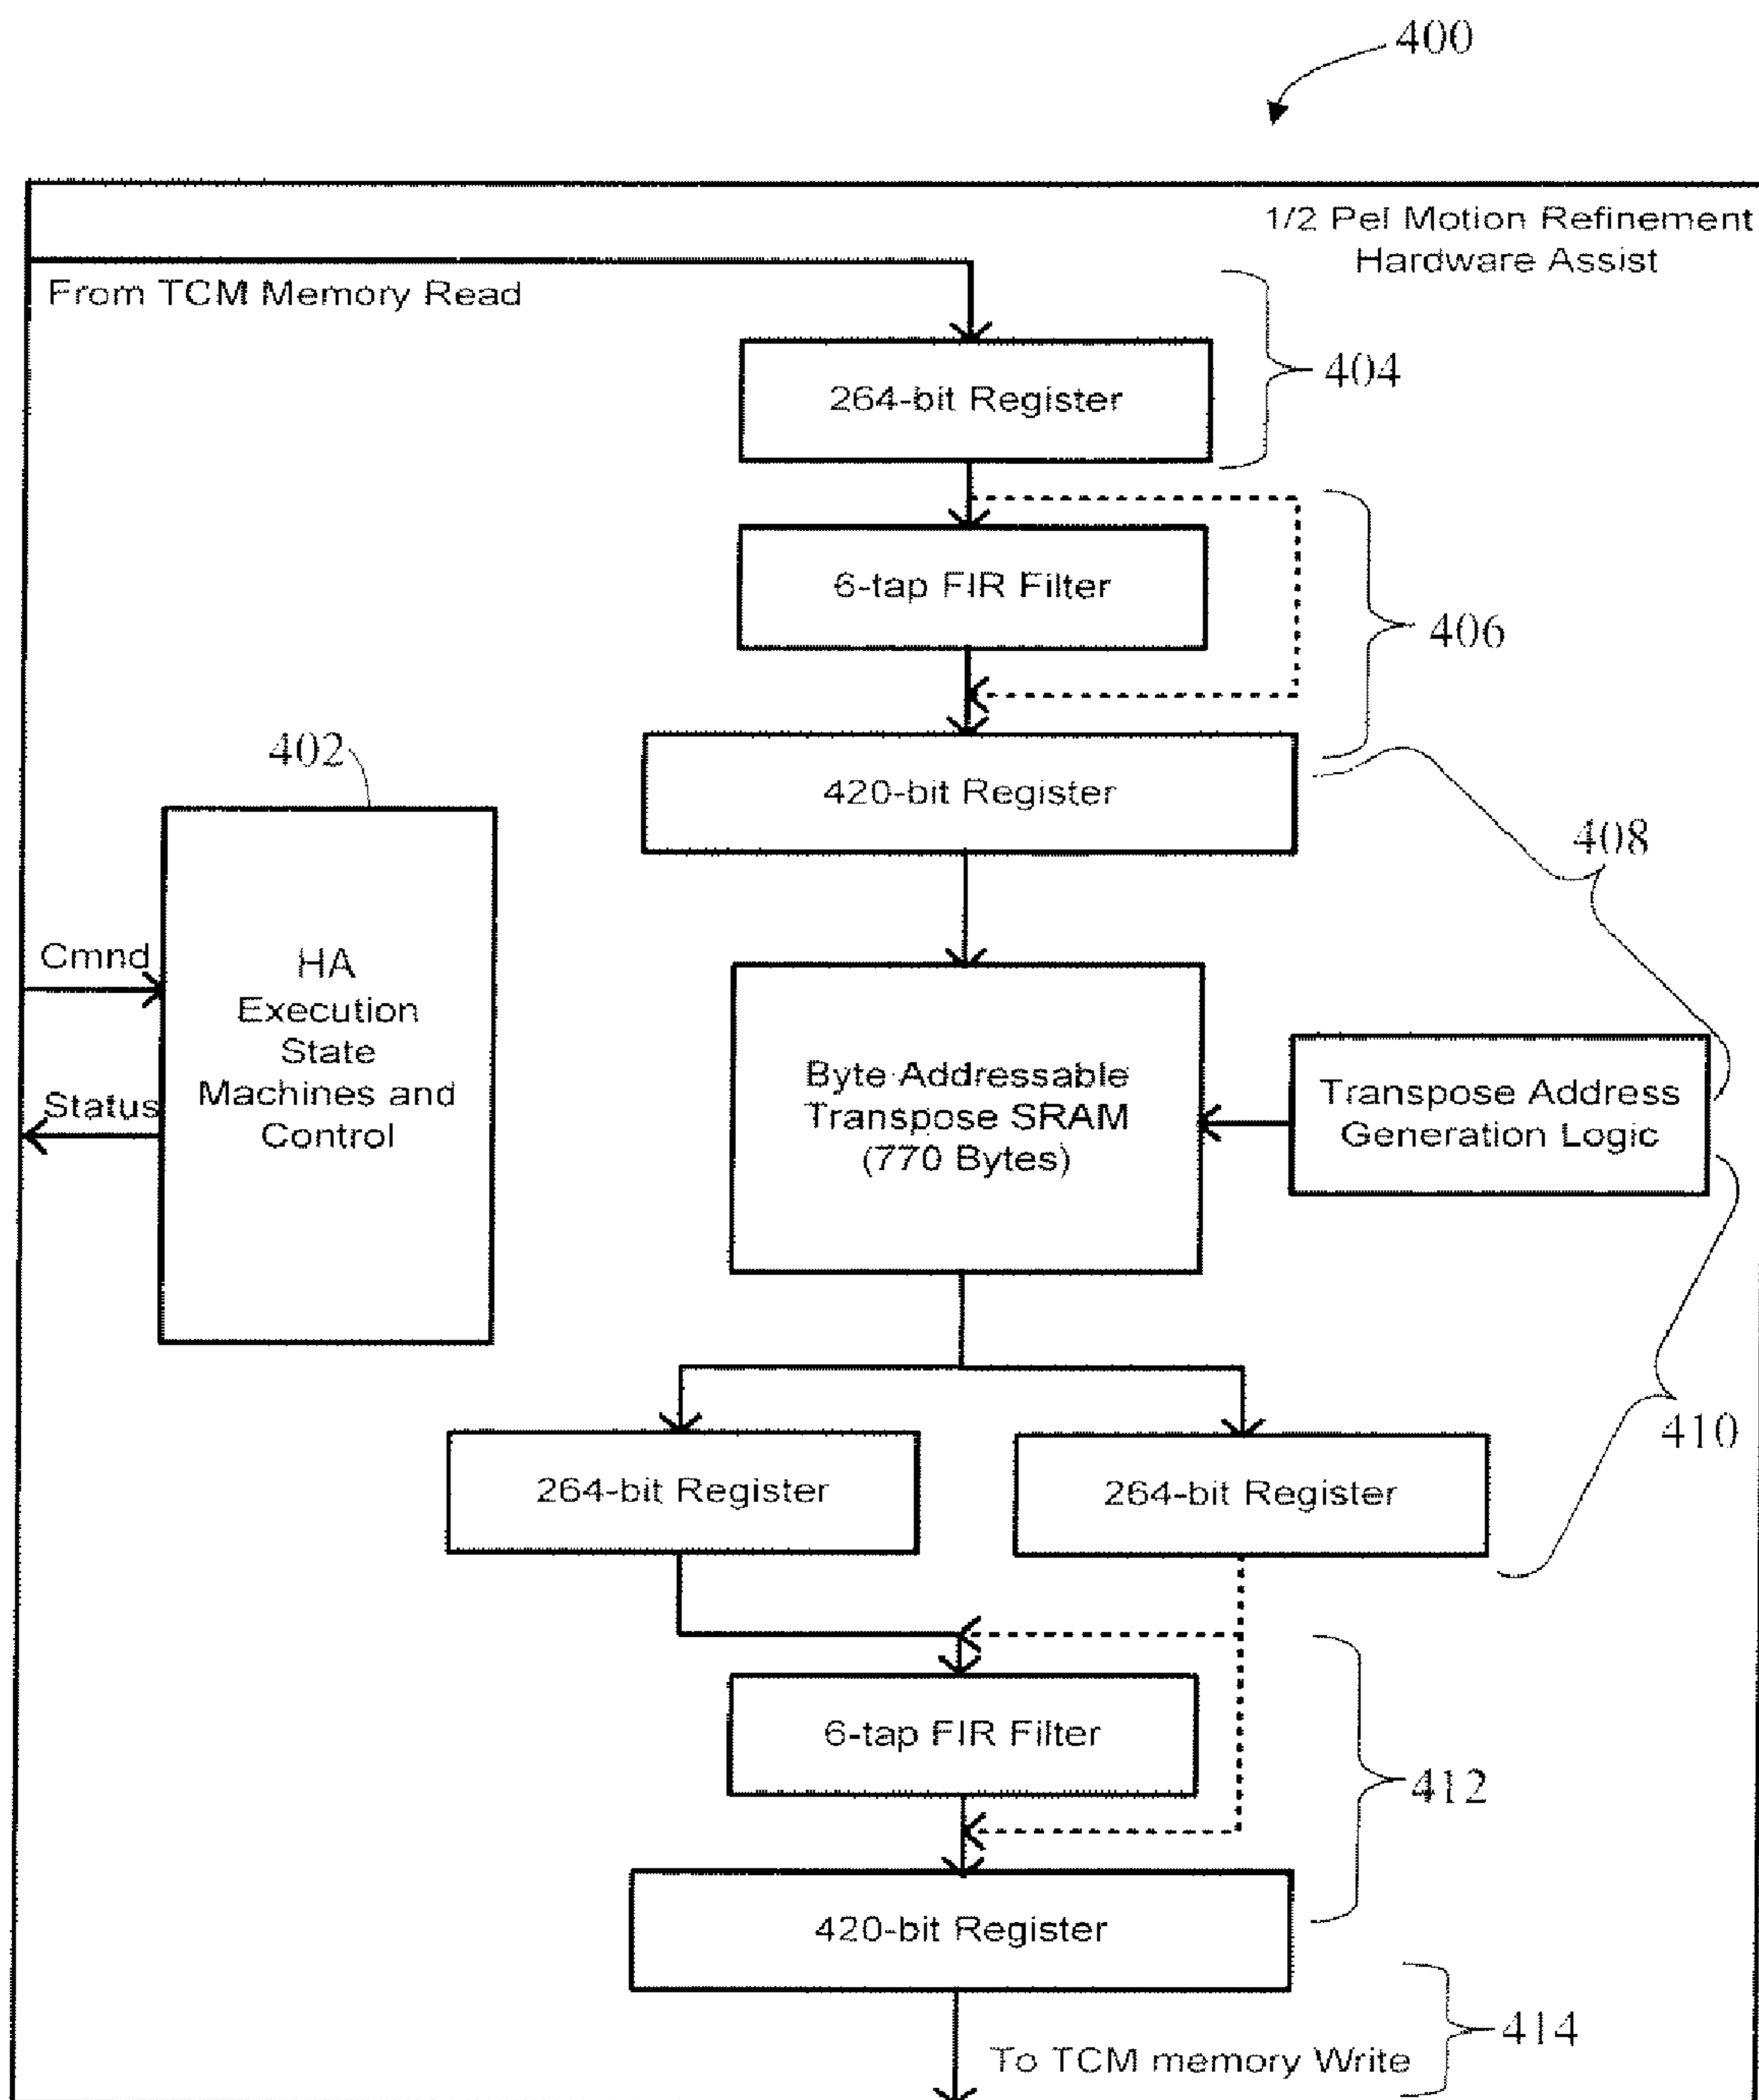 400
1/2 Pel Motion Refinement
Hardware Assist
From TCM Memory Read
264-bit Register
404
6-tap FIR Filter
406
420-bit Register
402
408
HA
Execution
State
Machines and
Control
Cmnd
Status
Byte Addressable
Transpose SRAM
(770 Bytes)
Transpose Address
Generation Logic
410
264-bit Register
264-bit Register
6-tap FIR Filter
412
420-bit Register
414
To TCM memory Write